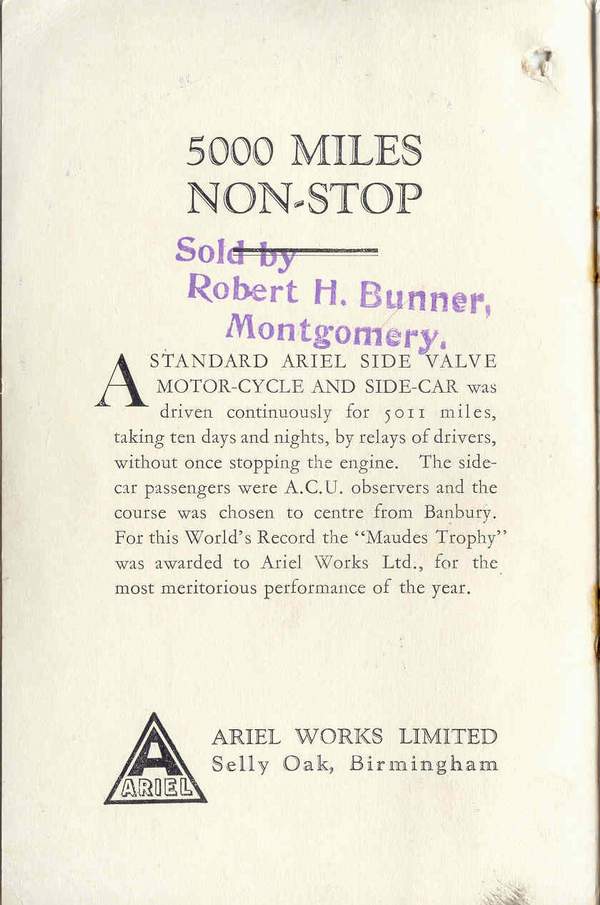 5000 MILES
NON-STOP
Sold by
Robert H. Bunner,
Montgomery.
A STANDARD ARIEL SIDE VALVE
MOTOR-CYCLE AND SIDE-CAR was
driven continuously for 5011 miles,
taking ten days and nights, by relays of drivers,
without once stopping the engine. The side-
car passengers were A.C.U. observers and the
course was chosen to centre from Banbury.
For this World's Record the "Maudes Trophy"
was awarded to Ariel Works Ltd., for the
most meritorious performance of the year.
A
ARIEL
ARIEL WORKS LIMITED
Selly Oak, Birmingham